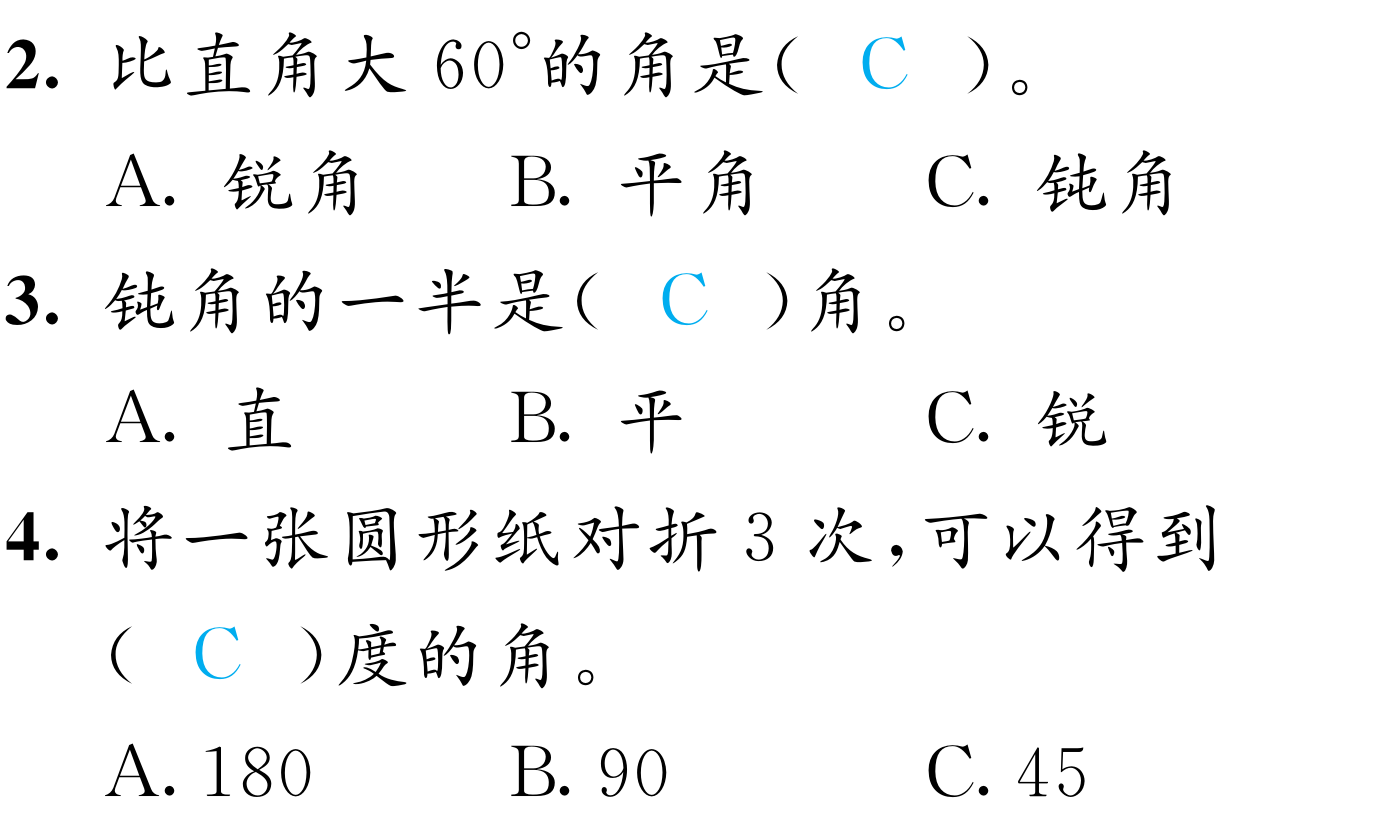 2. 比直角大 60°的角是( C )。
A. 锐角 B. 平角 C. 钝角
3. 钝角的一半是( C )角。
A. 直 B. 平 C. 锐
4. 将一张圆形纸对折 3 次,可以得到
( C )度的角。
A. 180 B. 90 C. 45